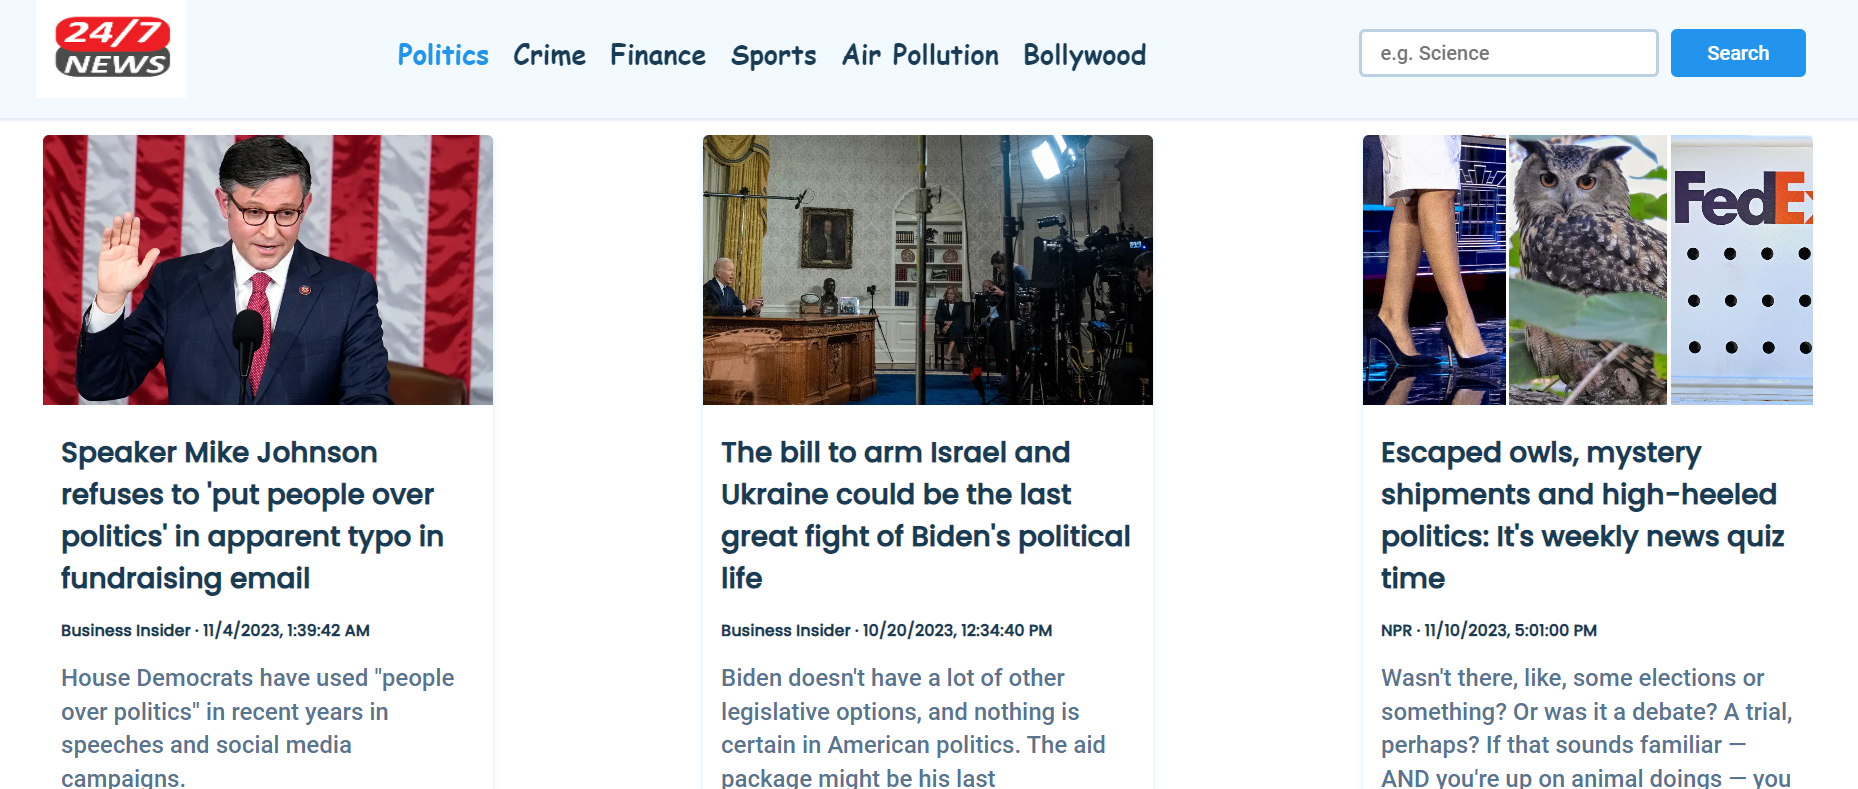 24/7
NEWS
Politics Crime Finance Sports Air Pollution Bollywood
e.g. Science
Search
FedEx
Speaker Mike Johnson
refuses to 'put people over
politics' in apparent typo in
fundraising email
Business Insider · 11/4/2023, 1:39:42 AM
House Democrats have used "people
over politics" in recent years in
speeches and social media
campaigns.
The bill to arm Israel and
Ukraine could be the last
great fight of Biden's political
life
Business Insider · 10/20/2023, 12:34:40 PM
Biden doesn't have a lot of other
legislative options, and nothing is
certain in American politics. The aid
package might be his last
Escaped owls, mystery
shipments and high-heeled
politics: It's weekly news quiz
time
NPR · 11/10/2023, 5:01:00 PM
Wasn't there, like, some elections or
something? Or was it a debate? A trial,
perhaps? If that sounds familiar —
AND you're up on animal doings — you